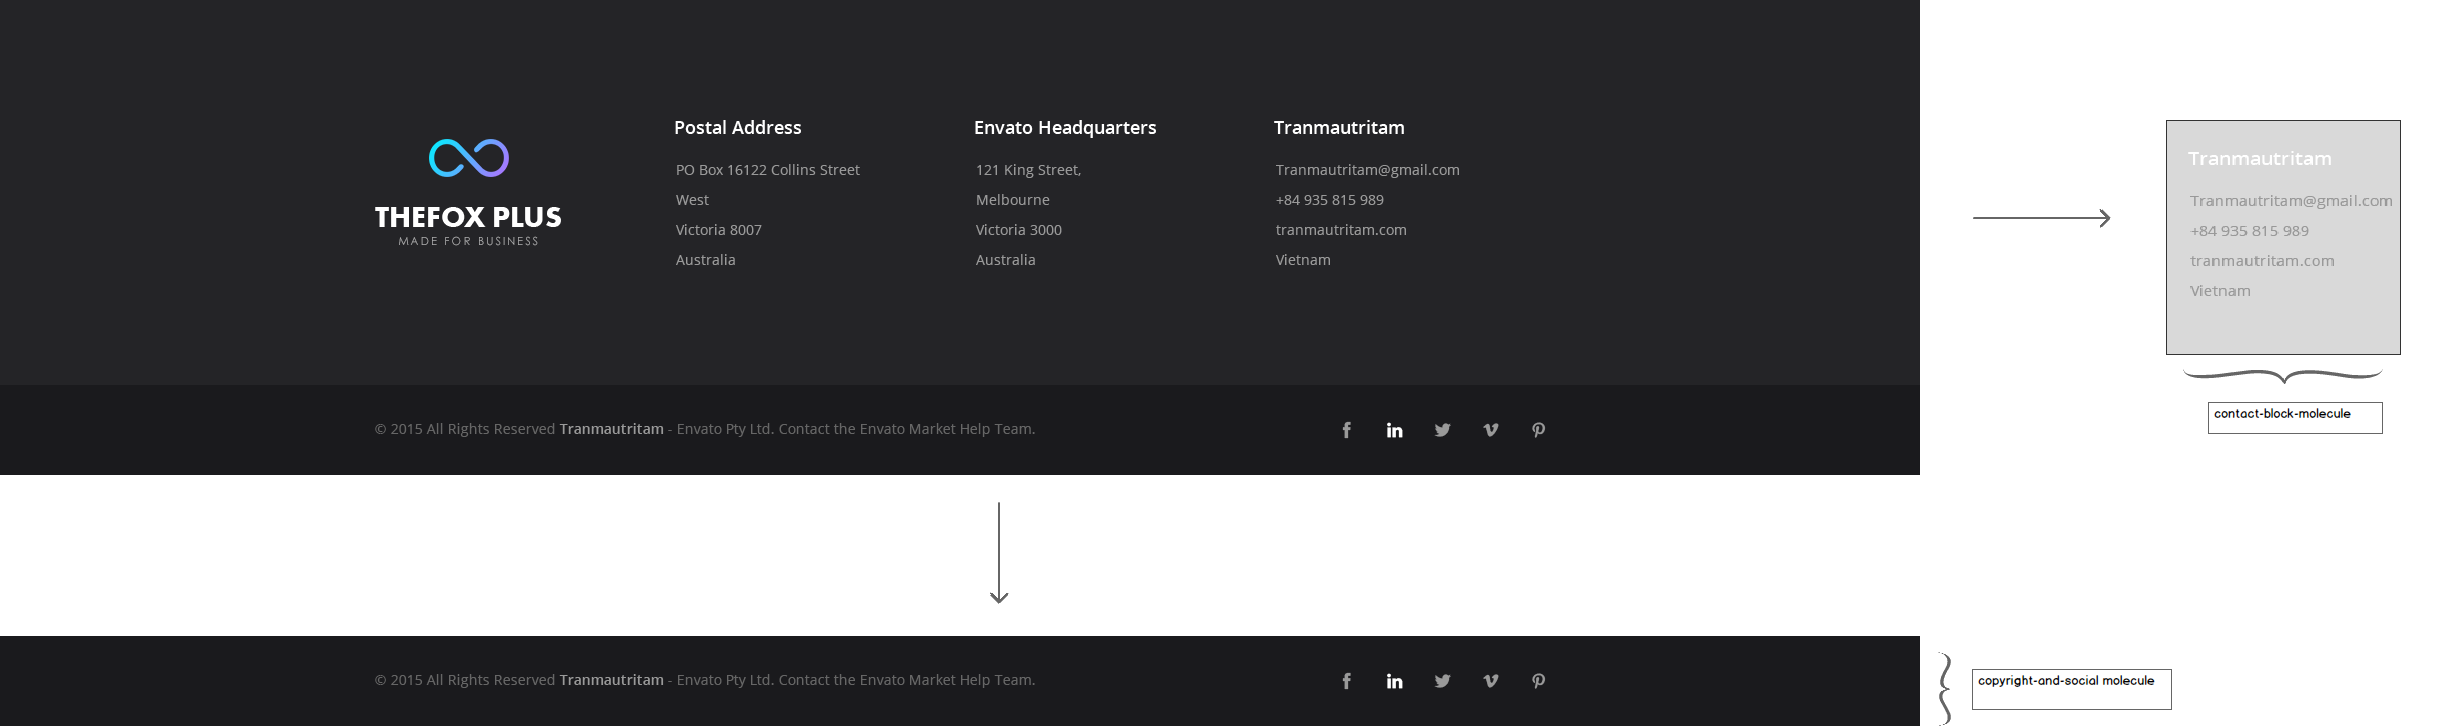 THEFOX PLUS
MADE FOR BUSINESS
Postal Address
PO Box 16122 Collins Street
West
Victoria 8007
Australia
Envato Headquarters
121 King Street,
Melbourne
Victoria 3000
Australia
Tranmautritam
Tranmautritam@gmail.com
+84 935 815 989
tranmautritam.com
Vietnam
© 2015 All Rights Reserved Tranmautritam - Envato Pty Ltd. Contact the Envato Market Help Team.
Tranmautritam
Tranmautritam@gmail.com
+84 935 815 989
tranmautritam.com
Vietnam
contact-block-molecule
© 2015 All Rights Reserved Tranmautritam - Envato Pty Ltd. Contact the Envato Market Help Team.
copyright-and-social molecule